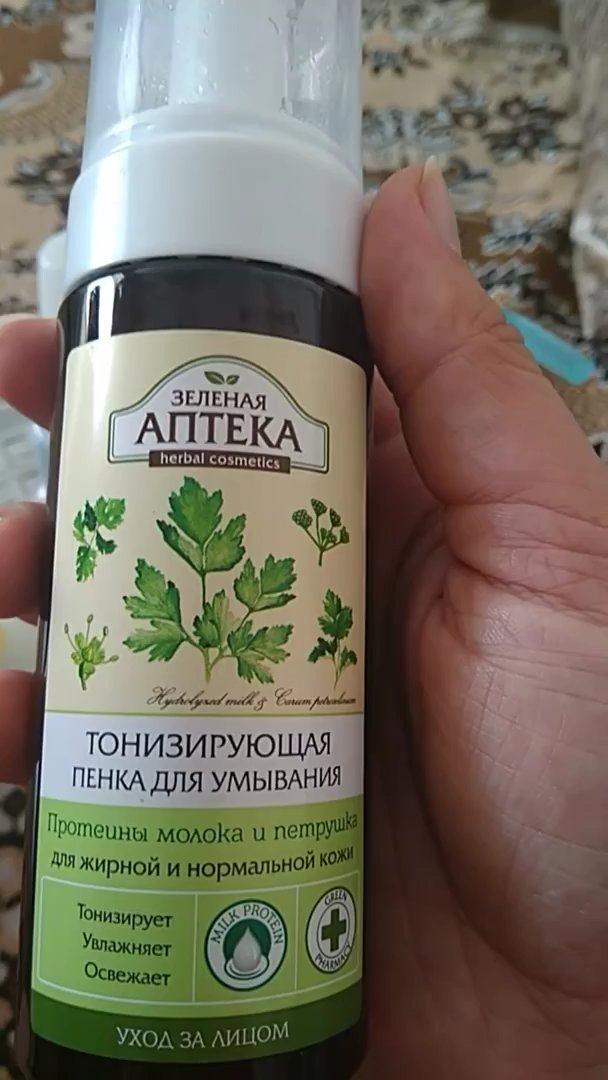 ЗЕЛЕНАЯ
АПТЕКА
herbal cosmetics
Hydrolyzed milk & Carum petroselinum
ТОНИЗИРУЮЩАЯ
ПЕНКА ДЛЯ УМЫВАНИЯ
Протеины молока и петрушка
для жирной и нормальной кожи
Тонизирует
Увлажняет
Освежает
MILK PROTEIN
GREEN
PHARMACY
УХОД ЗА ЛИЦОМ